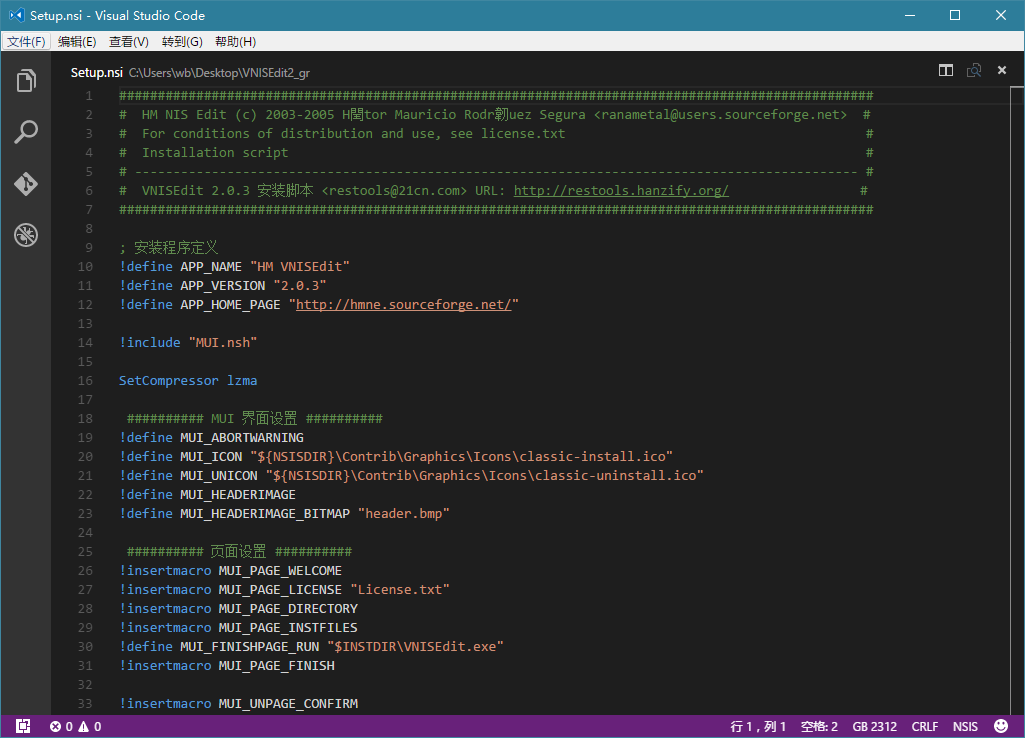 Setup.nsi - Visual Studio Code
文件(F) 编辑(E) 查看(V) 转到(G) 帮助(H)
Setup.nsi C:\Users\wb\Desktop\VNISEdit2_gr
1 ##################################################################################################
2 # HM NIS Edit (c) 2003-2005 H閏tor Mauricio Rodr韌uez Segura <ranametal@users.sourceforge.net> #
3 # For conditions of distribution and use, see license.txt #
4 # Installation script #
5 # ---------------------------------------------------------------------------------------------- #
6 # VNISEdit 2.0.3 安装脚本 <restools@21cn.com> URL: http://restools.hanzify.org/ #
7 ##################################################################################################
8
9 ; 安装程序定义
10 !define APP_NAME "HM VNISEdit"
11 !define APP_VERSION "2.0.3"
12 !define APP_HOME_PAGE "http://hmne.sourceforge.net/"
13
14 !include "MUI.nsh"
15
16 SetCompressor lzma
17
18 ########## MUI 界面设置 ##########
19 !define MUI_ABORTWARNING
20 !define MUI_ICON "${NSISDIR}\Contrib\Graphics\Icons\classic-install.ico"
21 !define MUI_UNICON "${NSISDIR}\Contrib\Graphics\Icons\classic-uninstall.ico"
22 !define MUI_HEADERIMAGE
23 !define MUI_HEADERIMAGE_BITMAP "header.bmp"
24
25 ########## 页面设置 ##########
26 !insertmacro MUI_PAGE_WELCOME
27 !insertmacro MUI_PAGE_LICENSE "License.txt"
28 !insertmacro MUI_PAGE_DIRECTORY
29 !insertmacro MUI_PAGE_INSTFILES
30 !define MUI_FINISHPAGE_RUN "$INSTDIR\VNISEdit.exe"
31 !insertmacro MUI_PAGE_FINISH
32
33 !insertmacro MUI_UNPAGE_CONFIRM
0 0 行 1，列 1 空格: 2 GB 2312 CRLF NSIS